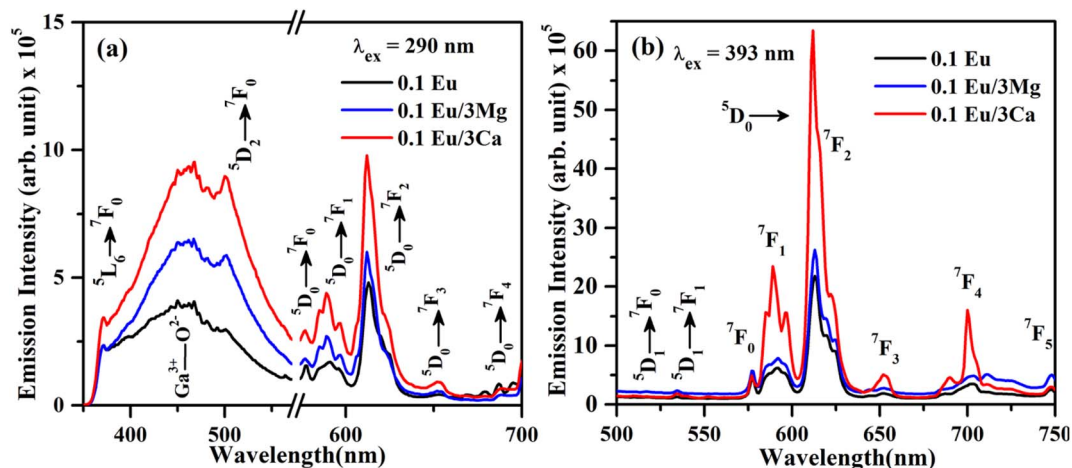 (a)
λex = 290 nm
0.1 Eu
0.1 Eu/3Mg
0.1 Eu/3Ca
⁵L₆→⁷F₀
Ga³⁺—O²⁻
⁵D₂→⁷F₀
⁵D₀→⁷F₀
⁵D₀→⁷F₁
⁵D₀→⁷F₂
⁵D₀→⁷F₃
⁵D₀→⁷F₄
15
10
5
0
400
500
600
700
Emission Intensity (arb. unit) x 10⁵
Wavelength(nm)
(b)
λex = 393 nm
0.1 Eu
0.1 Eu/3Mg
0.1 Eu/3Ca
⁵D₀→
⁷F₂
⁷F₁
⁵D₁→⁷F₀
⁵D₁→⁷F₁
⁷F₀
⁷F₃
⁷F₄
⁷F₅
60
50
40
30
20
10
0
500
550
600
650
700
750
Emission Intensity (arb. unit) x 10⁵
Wavelength(nm)